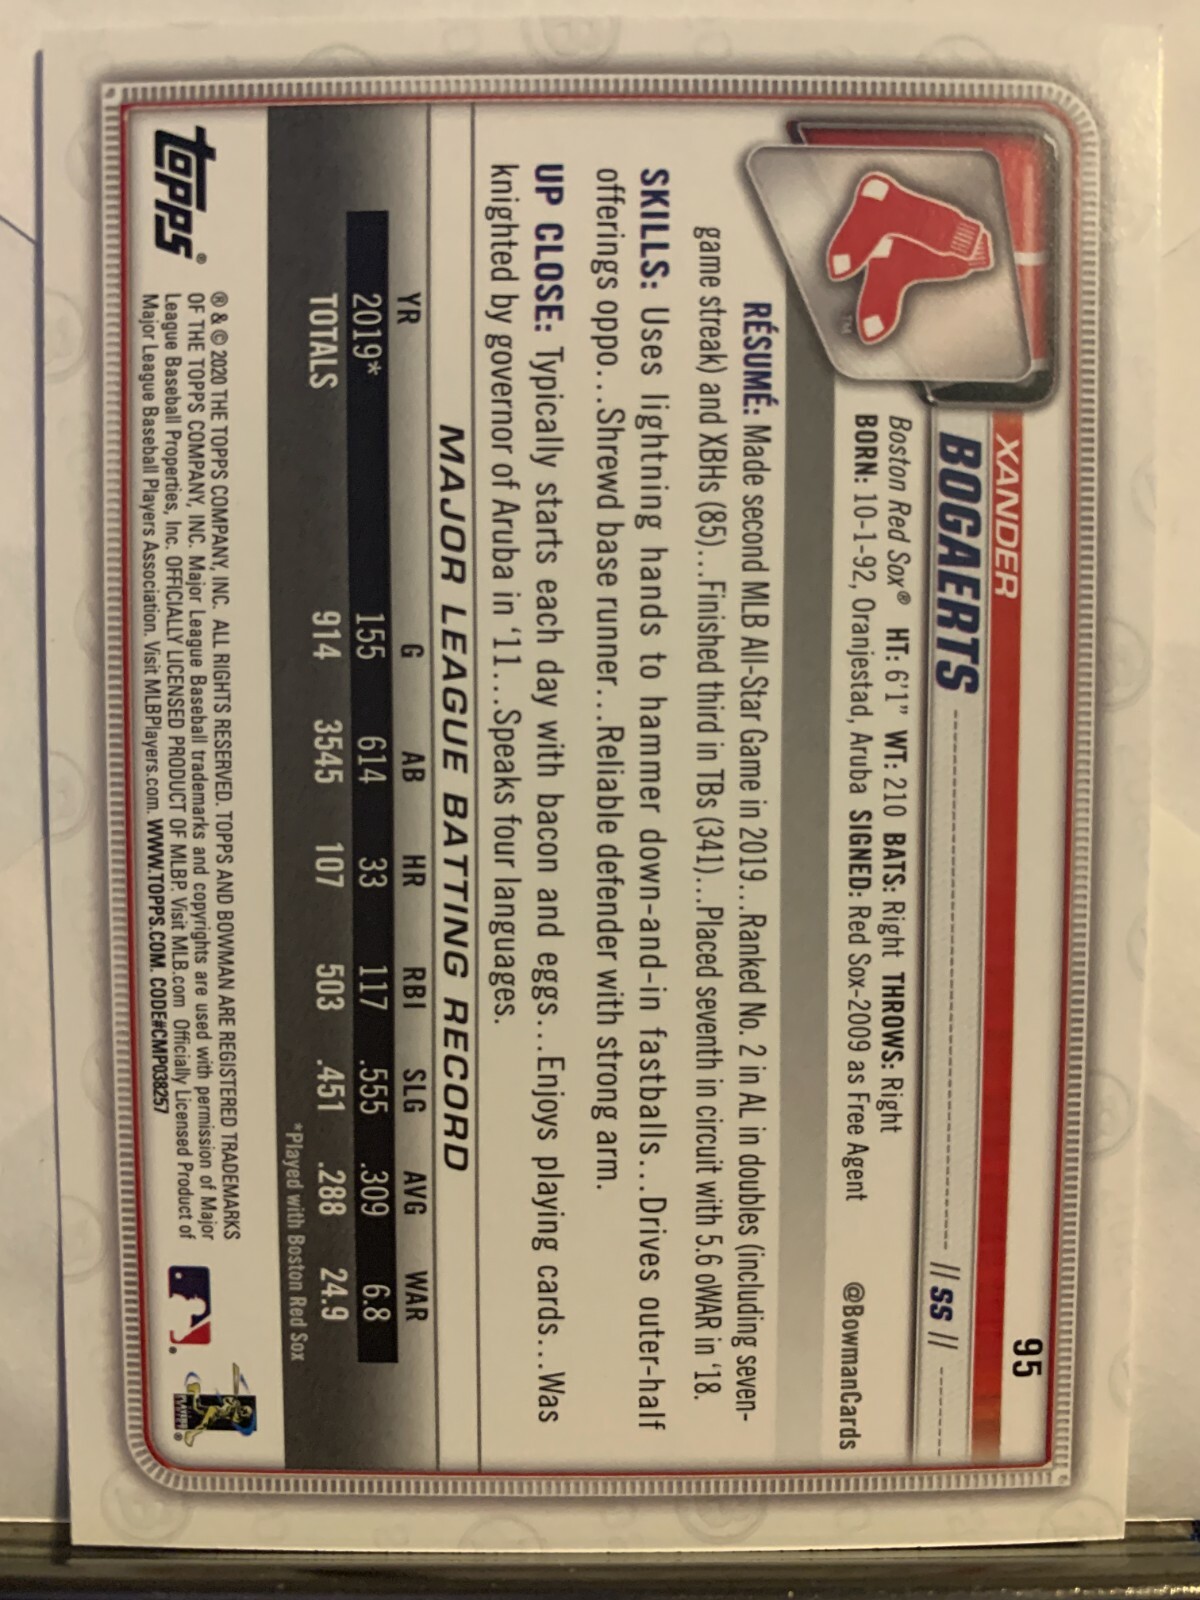 95
XANDER
BOGAERTS
// SS //
Boston Red Sox® HT: 6'1" WT: 210 BATS: Right THROWS: Right
BORN: 10-1-92, Oranjestad, Aruba SIGNED: Red Sox-2009 as Free Agent
@BowmanCards
TM
RÉSUMÉ: Made second MLB All-Star Game in 2019...Ranked No. 2 in AL in doubles (including seven-
game streak) and XBHs (85)...Finished third in TBs (341)...Placed seventh in circuit with 5.6 oWAR in '18.
SKILLS: Uses lightning hands to hammer down-and-in fastballs...Drives outer-half
offerings oppo...Shrewd base runner...Reliable defender with strong arm.
UP CLOSE: Typically starts each day with bacon and eggs...Enjoys playing cards...Was
knighted by governor of Aruba in '11...Speaks four languages.
MAJOR LEAGUE BATTING RECORD
YR G AB HR RBI SLG AVG WAR
2019* 155 614 33 117 .555 .309 6.8
TOTALS 914 3545 107 503 .451 .288 24.9
*Played with Boston Red Sox
topps®
® & © 2020 THE TOPPS COMPANY, INC. ALL RIGHTS RESERVED. TOPPS AND BOWMAN ARE REGISTERED TRADEMARKS
OF THE TOPPS COMPANY, INC. Major League Baseball trademarks and copyrights are used with permission of Major
League Baseball Properties, Inc. OFFICIALLY LICENSED PRODUCT OF MLBP. Visit MLB.com Officially Licensed Product of
Major League Baseball Players Association. Visit MLBPlayers.com. WWW.TOPPS.COM. CODE#CMP038257